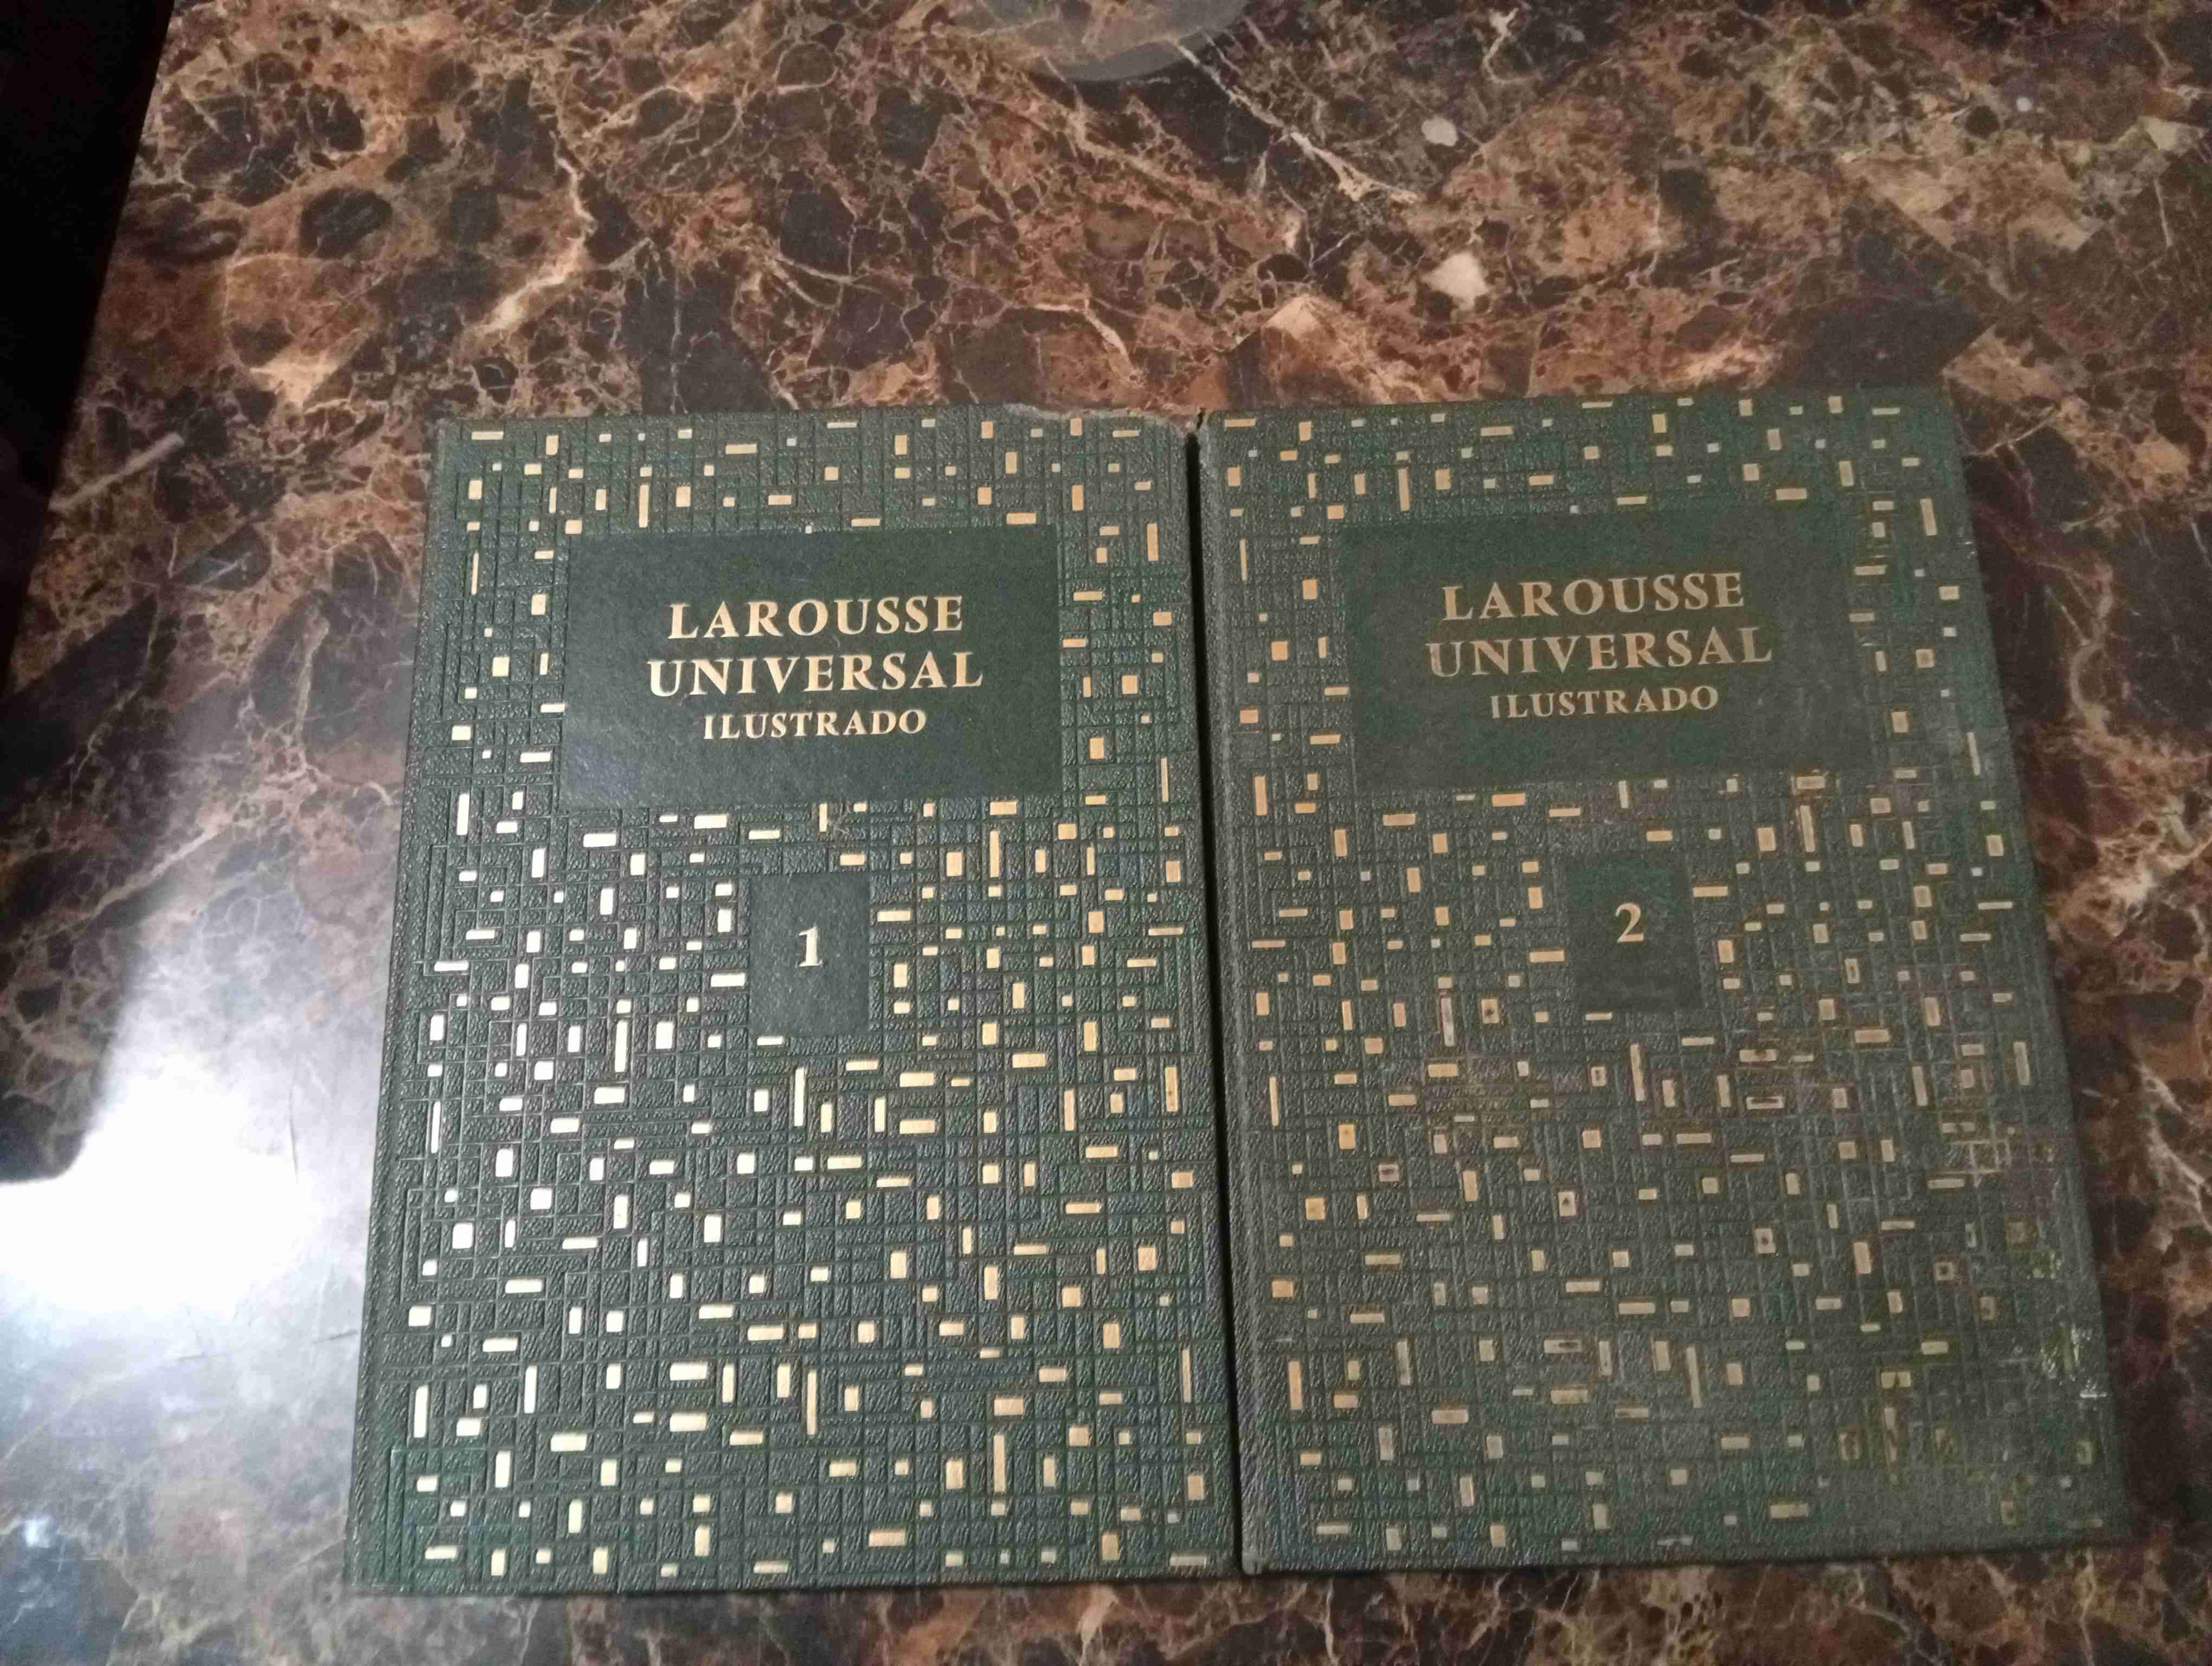 LAROUSSE
UNIVERSAL
ILUSTRADO
1
LAROUSSE
UNIVERSAL
ILUSTRADO
2